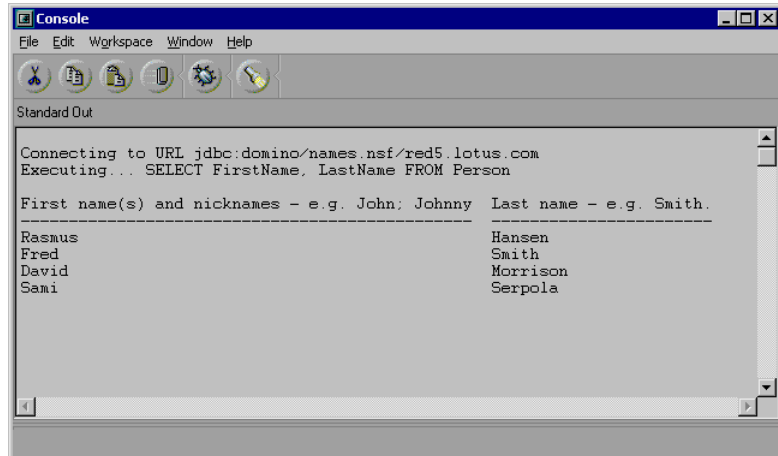 Console
File Edit Workspace Window Help
Standard Out
Connecting to URL jdbc:domino/names.nsf/red5.lotus.com
Executing... SELECT FirstName, LastName FROM Person
First name(s) and nicknames - e.g. John; Johnny Last name - e.g. Smith.
------------------------------------------------ -----------------------
Rasmus Hansen
Fred Smith
David Morrison
Sami Serpola